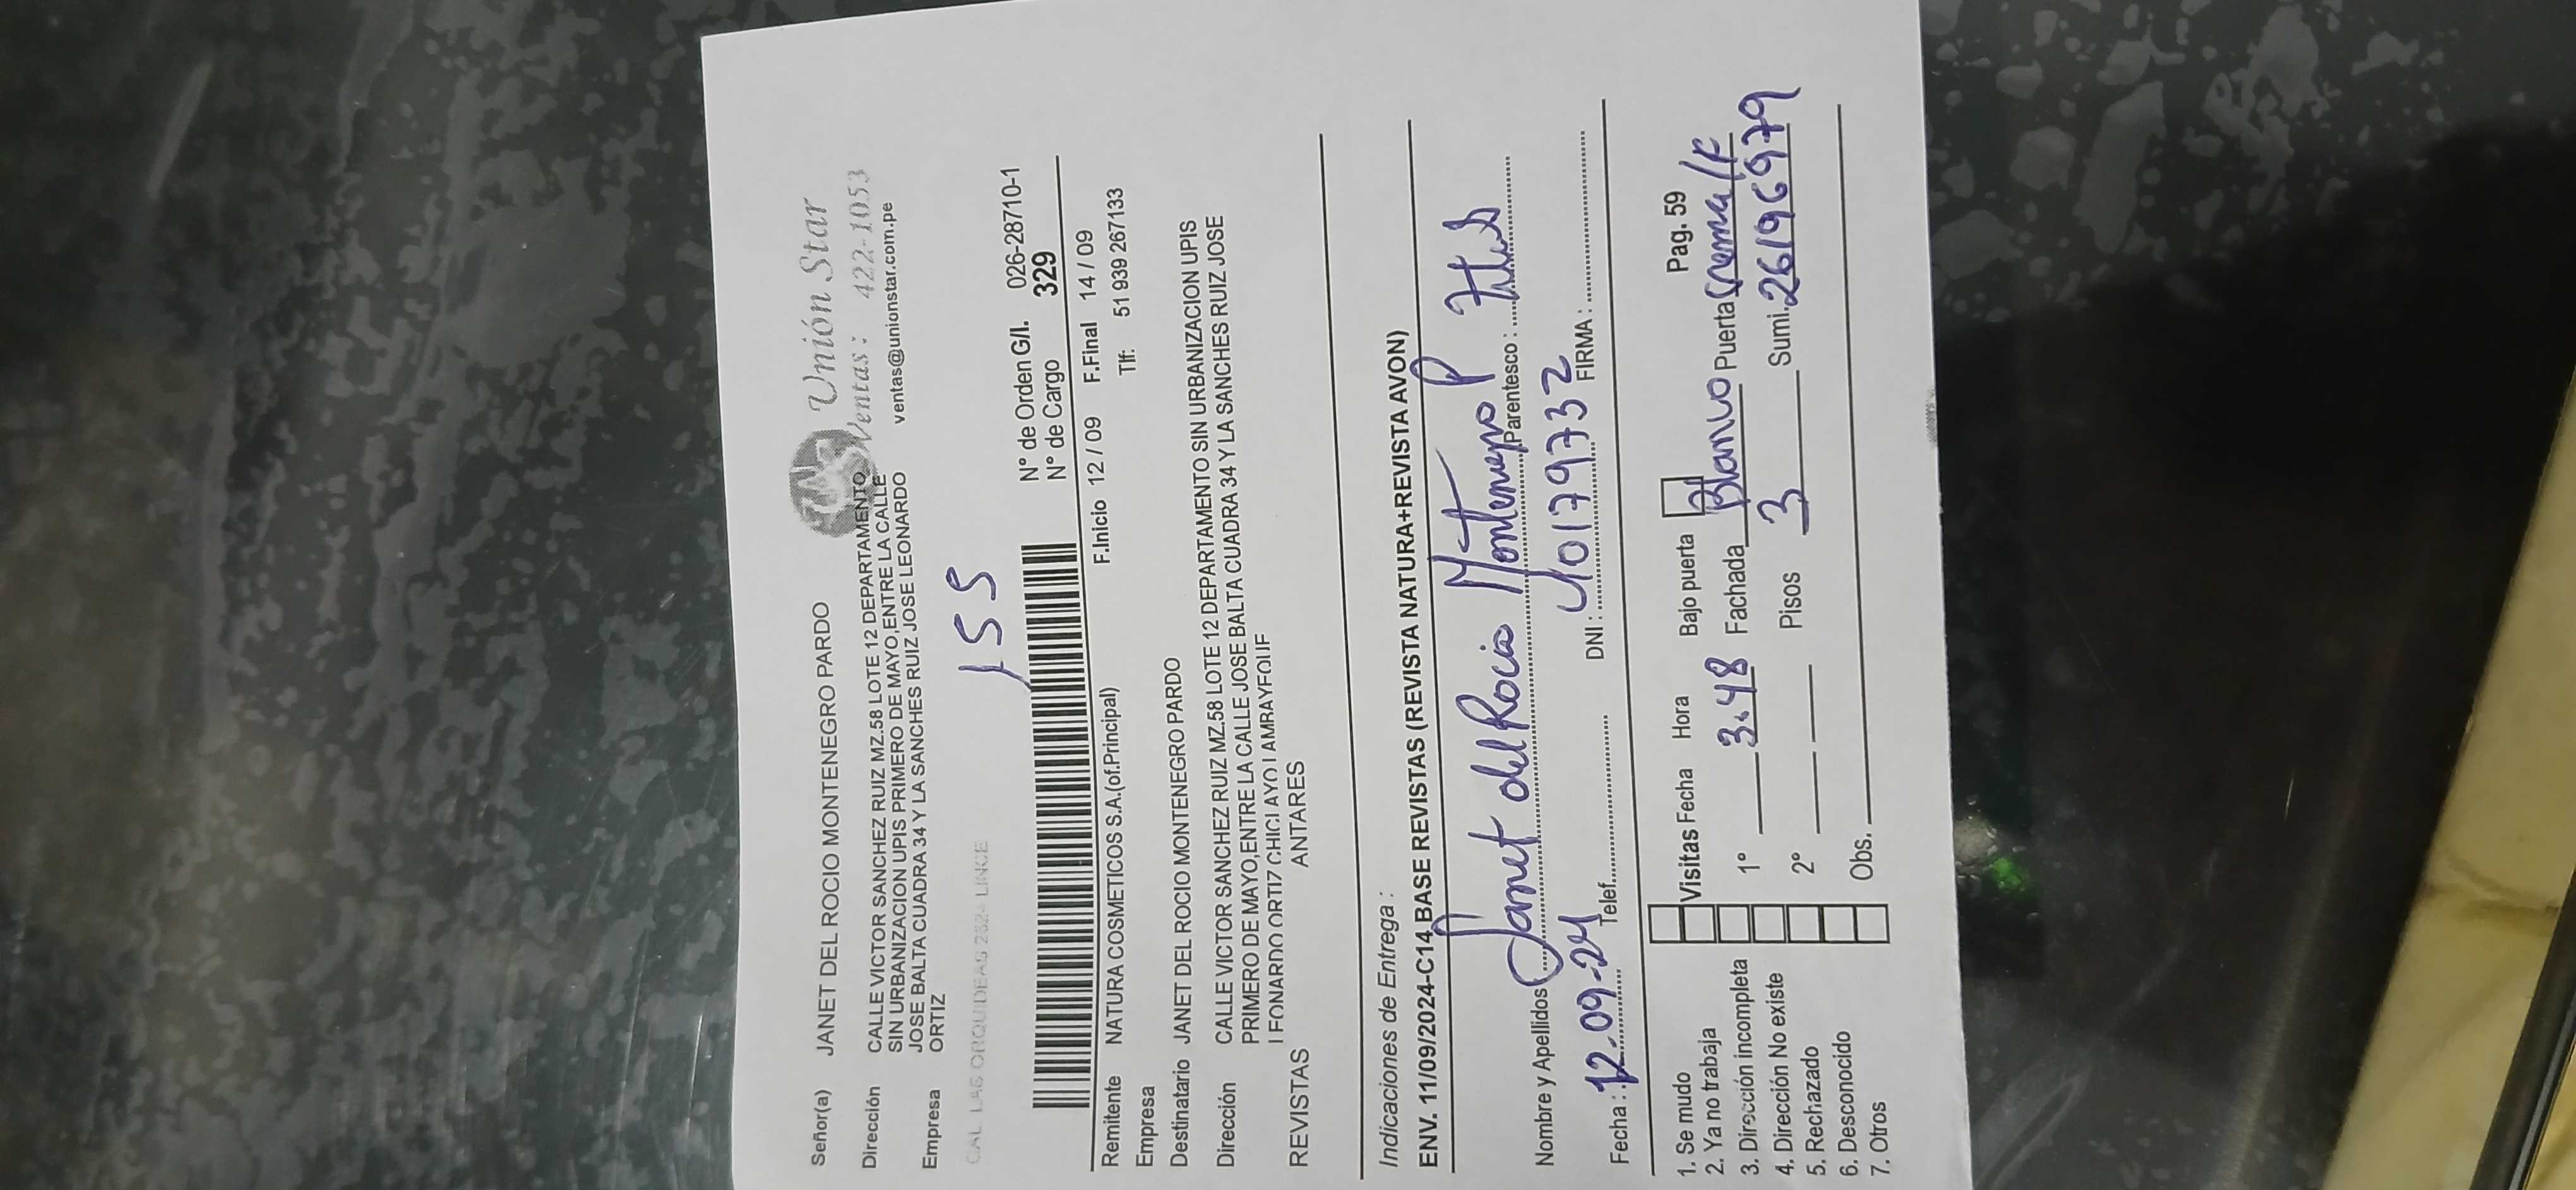 Unión Star
Ventas: 422-1053
ventas@unionstar.com.pe
Señor(a) JANET DEL ROCIO MONTENEGRO PARDO
Dirección CALLE VICTOR SANCHEZ RUIZ MZ.58 LOTE 12 DEPARTAMENTO
SIN URBANIZACION UPIS PRIMERO DE MAYO,ENTRE LA CALLE
JOSE BALTA CUADRA 34 Y LA SANCHES RUIZ JOSE LEONARDO
Empresa ORTIZ
CAL. LAS ORQUIDEAS LINCE
155
N° de Orden G/I. 026-28710-1
N° de Cargo 329
F.Inicio 12 / 09 F.Final 14 / 09
Remitente NATURA COSMETICOS S.A.(of.Principal)
Tlf: 51 939 267133
Empresa
Destinatario JANET DEL ROCIO MONTENEGRO PARDO
Dirección CALLE VICTOR SANCHEZ RUIZ MZ.58 LOTE 12 DEPARTAMENTO SIN URBANIZACION UPIS
PRIMERO DE MAYO,ENTRE LA CALLE JOSE BALTA CUADRA 34 Y LA SANCHES RUIZ JOSE
LEONARDO ORTIZ CHICLAYO LAMBAYEQUE
REVISTAS ANTARES
Indicaciones de Entrega :
ENV. 11/09/2024-C14 BASE REVISTAS (REVISTA NATURA+REVISTA AVON)
Nombre y Apellidos Janet del Rocio Montenegro P Parentesco :
Fecha : 12-09-24 Telef. DNI : 40179732 FIRMA :
1. Se mudo
2. Ya no trabaja
3. Dirección incompleta
4. Dirección No existe
5. Rechazado
6. Desconocido
7. Otros
Visitas Fecha Hora Bajo puerta Pag. 59
1° 3:48 Fachada Blanco Puerta Crema/F
2° Pisos 3 Sumi. 26196979
Obs.